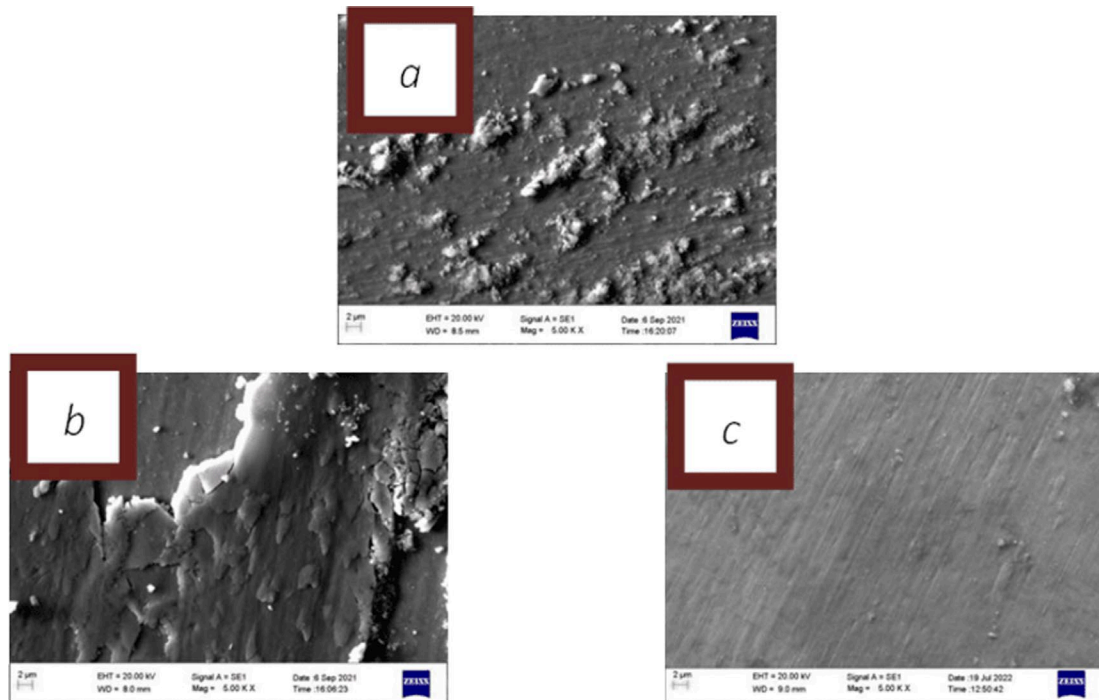 a
2 µm
EHT = 20.00 kV
WD = 8.5 mm
Signal A = SE1
Mag = 5.00 K X
Date :6 Sep 2021
Time :16:20:07
ZEISS
b
2 µm
EHT = 20.00 kV
WD = 8.0 mm
Signal A = SE1
Mag = 5.00 K X
Date :6 Sep 2021
Time :16:06:23
ZEISS
c
2 µm
EHT = 20.00 kV
WD = 9.0 mm
Signal A = SE1
Mag = 5.00 K X
Date :19 Jul 2022
Time :12:50:42
ZEISS